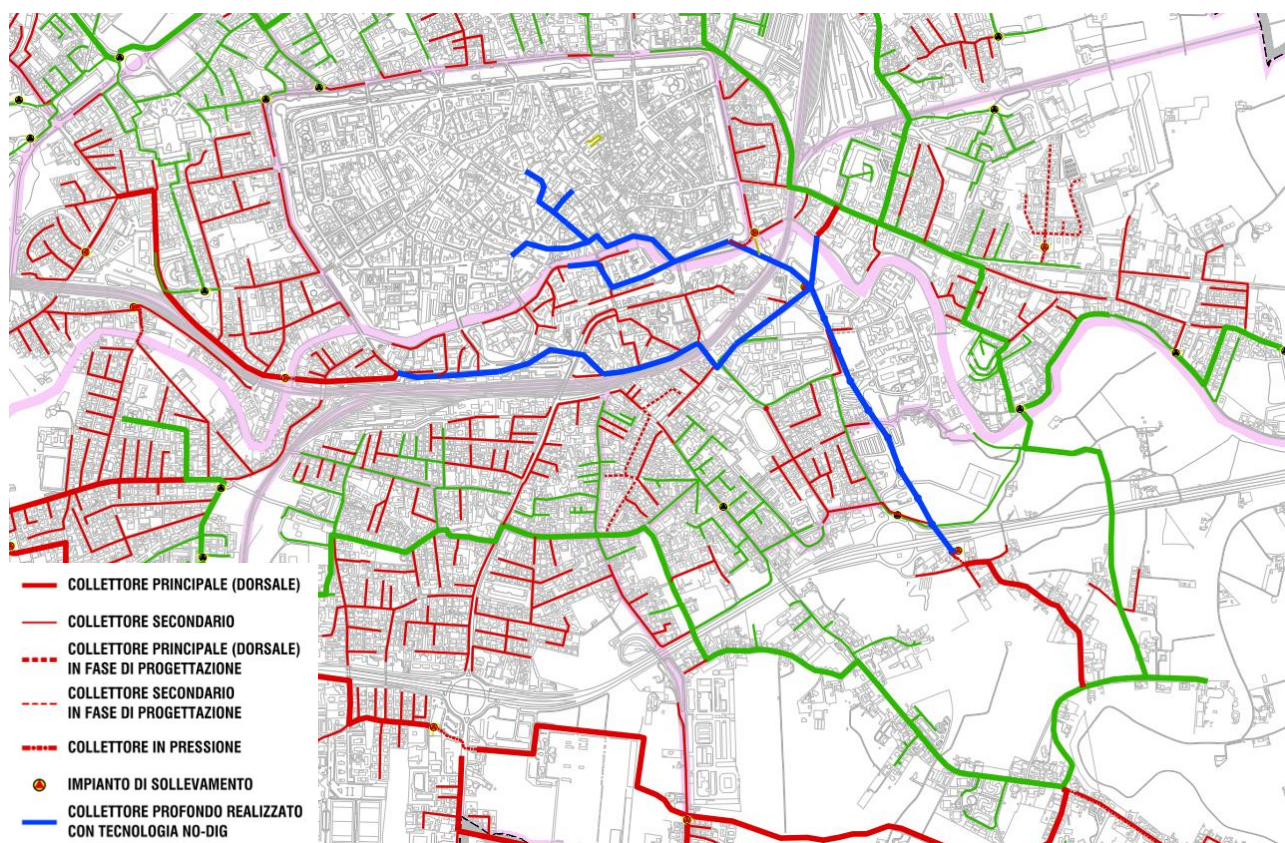 COLLETTORE PRINCIPALE (DORSALE)
COLLETTORE SECONDARIO
COLLETTORE PRINCIPALE (DORSALE)
IN FASE DI PROGETTAZIONE
COLLETTORE SECONDARIO
IN FASE DI PROGETTAZIONE
COLLETTORE IN PRESSIONE
IMPIANTO DI SOLLEVAMENTO
COLLETTORE PROFONDO REALIZZATO
CON TECNOLOGIA NO-DIG